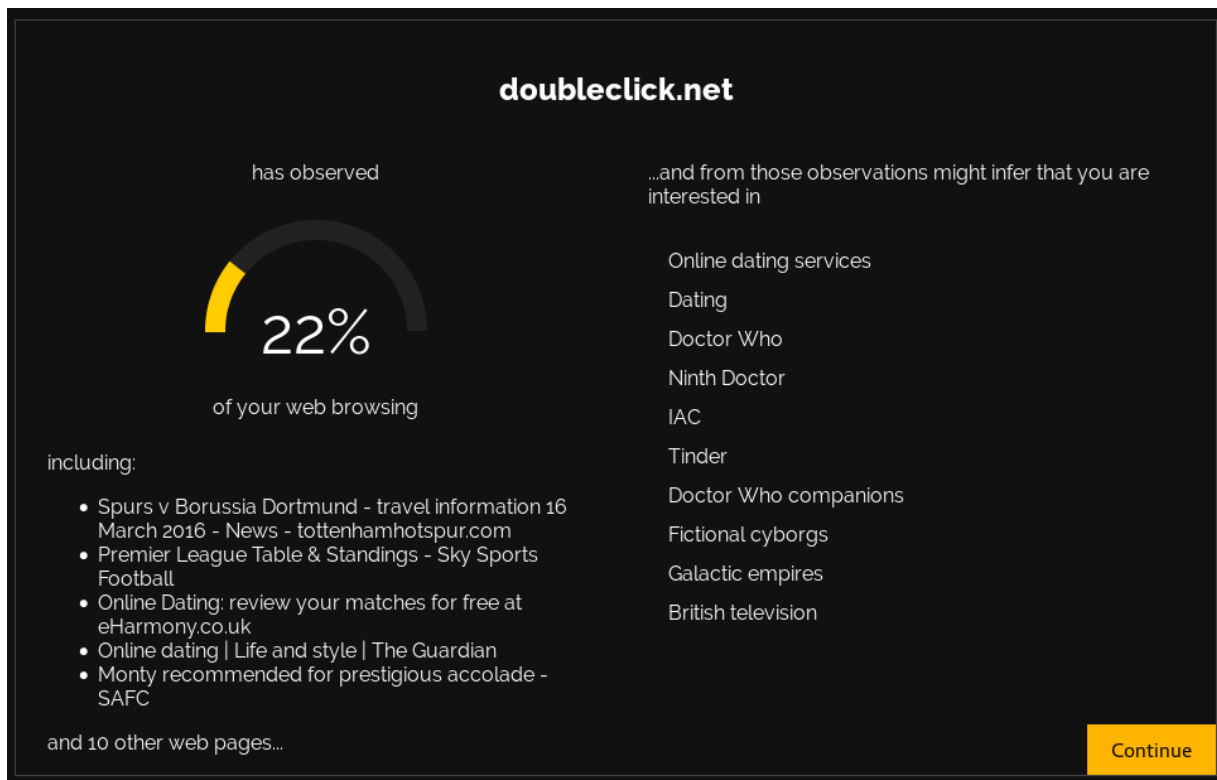 doubleclick.net
has observed
22%
of your web browsing
including:
• Spurs v Borussia Dortmund - travel information 16
March 2016 - News - tottenhamhotspur.com
• Premier League Table & Standings - Sky Sports
Football
• Online Dating: review your matches for free at
eHarmony.co.uk
• Online dating | Life and style | The Guardian
• Monty recommended for prestigious accolade -
SAFC
and 10 other web pages...
...and from those observations might infer that you are
interested in
Online dating services
Dating
Doctor Who
Ninth Doctor
IAC
Tinder
Doctor Who companions
Fictional cyborgs
Galactic empires
British television
Continue